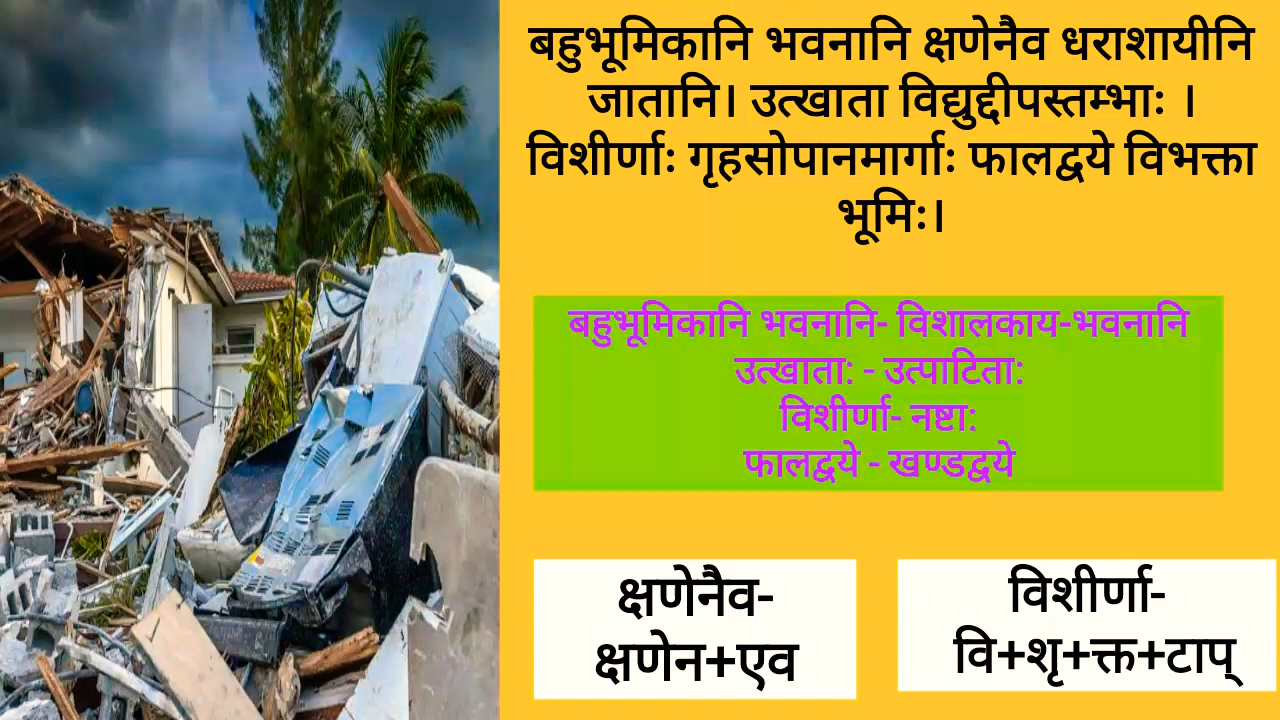 बहुभूमिकानि भवनानि क्षणेनैव धराशायीनि
जातानि। उत्खाता विद्युद्दीपस्तम्भाः ।
विशीर्णाः गृहसोपानमार्गाः फालद्वये विभक्ता
भूमिः।
बहुभूमिकानि भवनानि- विशालकाय-भवनानि
उत्खाता: - उत्पाटिता:
विशीर्णा- नष्टा:
फालद्वये - खण्डद्वये
क्षणेनैव-
क्षणेन+एव
विशीर्णा-
वि+शृ+क्त+टाप्